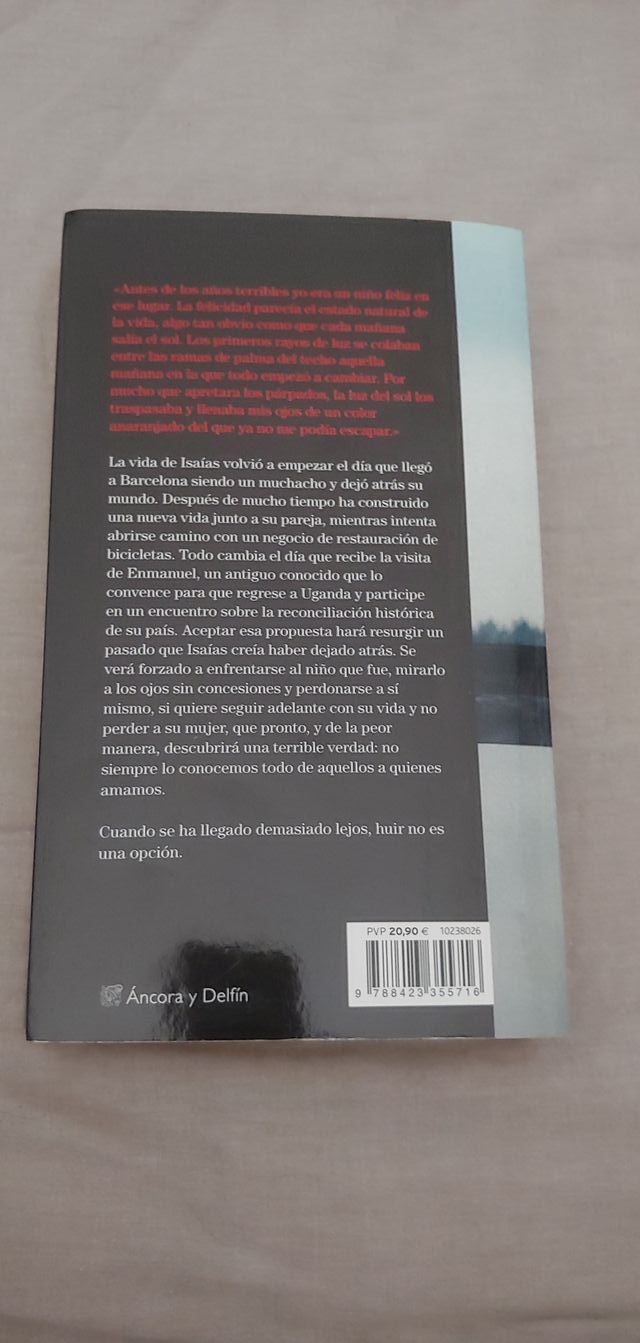 «Antes de los años terribles yo era un niño feliz en
ese lugar. La felicidad parecía el estado natural de
la vida, algo tan obvio como que cada mañana
salía el sol. Los primeros rayos de luz se colaban
entre las ramas de palma del techo aquella
mañana en la que todo empezó a cambiar. Por
mucho que apretara los párpados, la luz del sol los
traspasaba y llenaba mis ojos de un color
anaranjado del que ya no me podía escapar.»
La vida de Isaías volvió a empezar el día que llegó
a Barcelona siendo un muchacho y dejó atrás su
mundo. Después de mucho tiempo ha construido
una nueva vida junto a su pareja, mientras intenta
abrirse camino con un negocio de restauración de
bicicletas. Todo cambia el día que recibe la visita
de Enmanuel, un antiguo conocido que lo
convence para que regrese a Uganda y participe
en un encuentro sobre la reconciliación histórica
de su país. Aceptar esa propuesta hará resurgir un
pasado que Isaías creía haber dejado atrás. Se
verá forzado a enfrentarse al niño que fue, mirarlo
a los ojos sin concesiones y perdonarse a sí
mismo, si quiere seguir adelante con su vida y no
perder a su mujer, que pronto, y de la peor
manera, descubrirá una terrible verdad: no
siempre lo conocemos todo de aquellos a quienes
amamos.
Cuando se ha llegado demasiado lejos, huir no es
una opción.
PVP 20,90 € 10238026
9 788423 355716
Áncora y Delfín